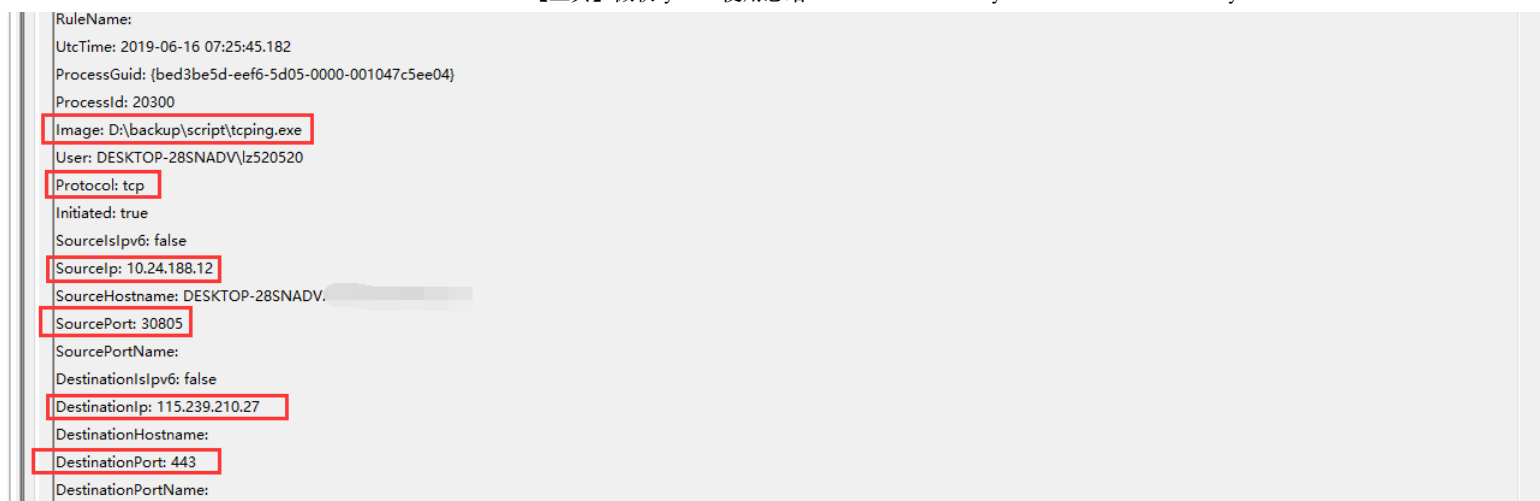 RuleName:
UtcTime: 2019-06-16 07:25:45.182
ProcessGuid: {bed3be5d-eef6-5d05-0000-001047c5ee04}
ProcessId: 20300
Image: D:\backup\script\tcping.exe
User: DESKTOP-28SNADV\lz520520
Protocol: tcp
Initiated: true
SourceIsIpv6: false
SourceIp: 10.24.188.12
SourceHostname: DESKTOP-28SNADV.
SourcePort: 30805
SourcePortName:
DestinationIsIpv6: false
DestinationIp: 115.239.210.27
DestinationHostname:
DestinationPort: 443
DestinationPortName: